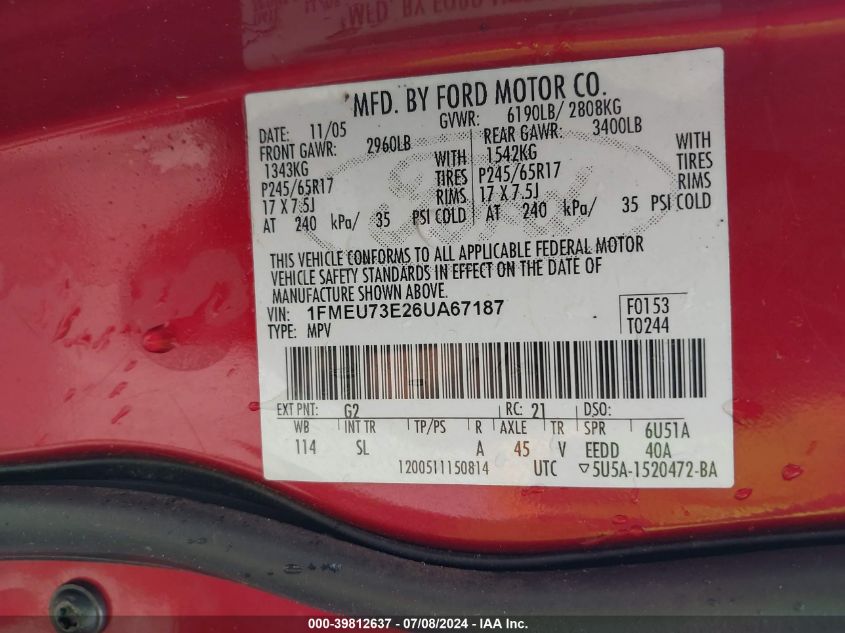 MFD. BY FORD MOTOR CO.
DATE: 11/05 GVWR: 6190LB/ 2808KG
FRONT GAWR: 2960LB REAR GAWR: 3400LB
1343KG WITH 1542KG WITH
P245/65R17 TIRES P245/65R17 TIRES
17 X 7.5J RIMS 17 X 7.5J RIMS
AT 240 kPa/ 35 PSI COLD AT 240 kPa/ 35 PSI COLD
THIS VEHICLE CONFORMS TO ALL APPLICABLE FEDERAL MOTOR
VEHICLE SAFETY STANDARDS IN EFFECT ON THE DATE OF
MANUFACTURE SHOWN ABOVE.
VIN: 1FMEU73E26UA67187 F0153
TYPE: MPV T0244
EXT PNT: G2 RC: 21 DSO:
WB INT TR TP/PS R AXLE TR SPR 6U51A
114 SL A 45 V EEDD 40A
1200511150814 UTC 5U5A-1520472-BA
000-39812637 - 07/08/2024 - IAA Inc.